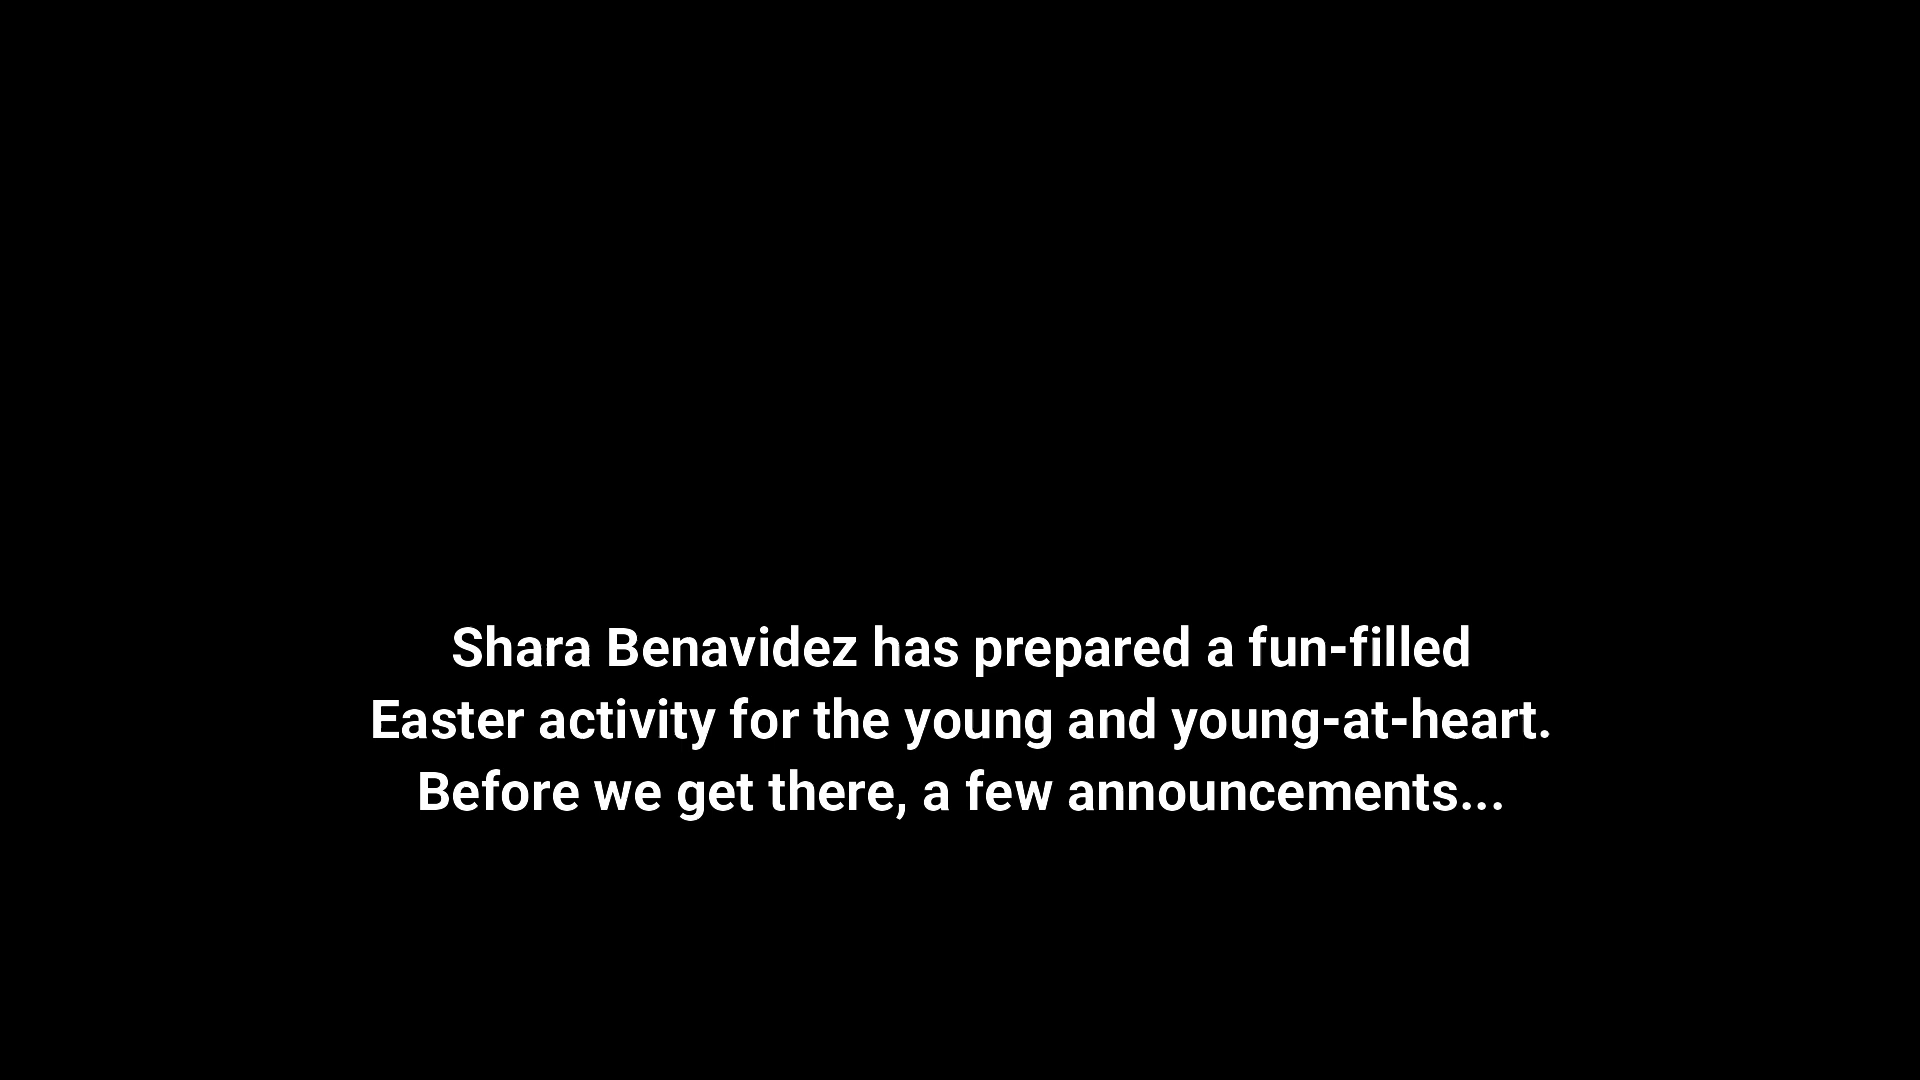 Shara Benavidez has prepared a fun-filled
Easter activity for the young and young-at-heart.
Before we get there, a few announcements...